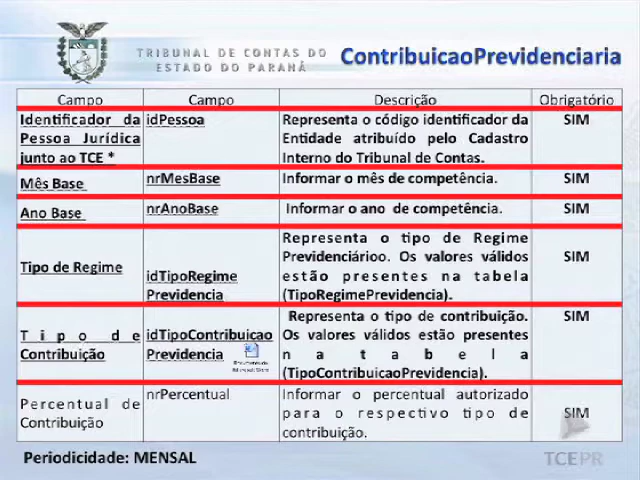 TRIBUNAL DE CONTAS DO
ESTADO DO PARANÁ
ContribuicaoPrevidenciaria
Campo Campo Descrição Obrigatório
Identificador da
Pessoa Jurídica
junto ao TCE *
idPessoa
Representa o código identificador da
Entidade atribuído pelo Cadastro
Interno do Tribunal de Contas.
SIM
Mês Base
nrMesBase
Informar o mês de competência.
SIM
Ano Base
nrAnoBase
Informar o ano de competência.
SIM
Tipo de Regime
idTipoRegime
Previdencia
Representa o tipo de Regime
Previdenciárioo. Os valores válidos
estão presentes na tabela
(TipoRegimePrevidencia).
SIM
Tipo de
Contribuição
idTipoContribuicao
Previdencia
Representa o tipo de contribuição.
Os valores válidos estão presentes
na tabela
(TipoContribuicaoPrevidencia).
SIM
Percentual de
Contribuição
nrPercentual
Informar o percentual autorizado
para o respectivo tipo de
contribuição.
SIM
Periodicidade: MENSAL
TCEPR